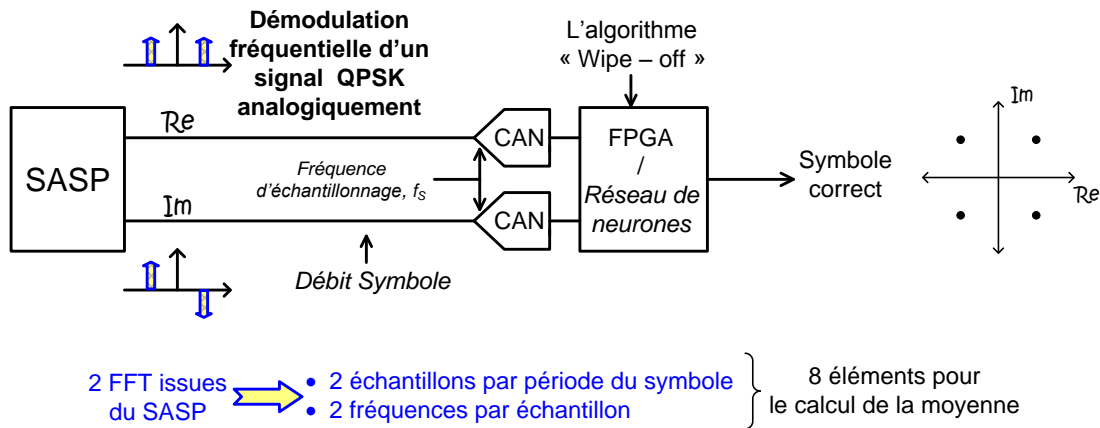 Démodulation
fréquentielle d'un
signal QPSK
analogiquement
L'algorithme
« Wipe – off »
SASP
Re
Im
Fréquence
d'échantillonnage, fS
CAN
CAN
Débit Symbole
FPGA
/
Réseau de
neurones
Symbole
correct
Im
Re
2 FFT issues
du SASP
• 2 échantillons par période du symbole
• 2 fréquences par échantillon
8 éléments pour
le calcul de la moyenne